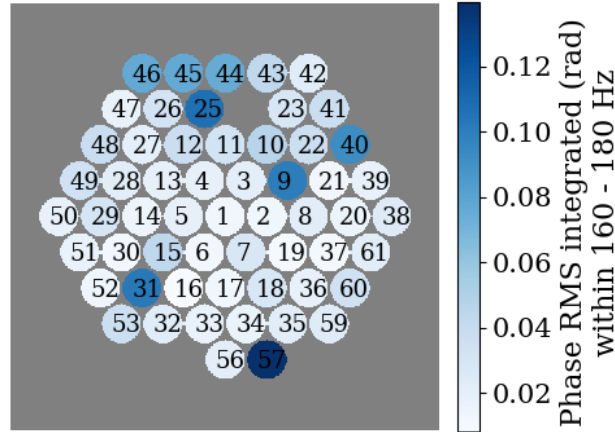 46 45 44 43 42
47 26 25 23 41
48 27 12 11 10 22 40
49 28 13 4 3 9 21 39
50 29 14 5 1 2 8 20 38
51 30 15 6 7 19 37 61
52 31 16 17 18 36 60
53 32 33 34 35 59
56 57
0.12
0.10
0.08
0.06
0.04
0.02
Phase RMS integrated (rad)
within 160 - 180 Hz